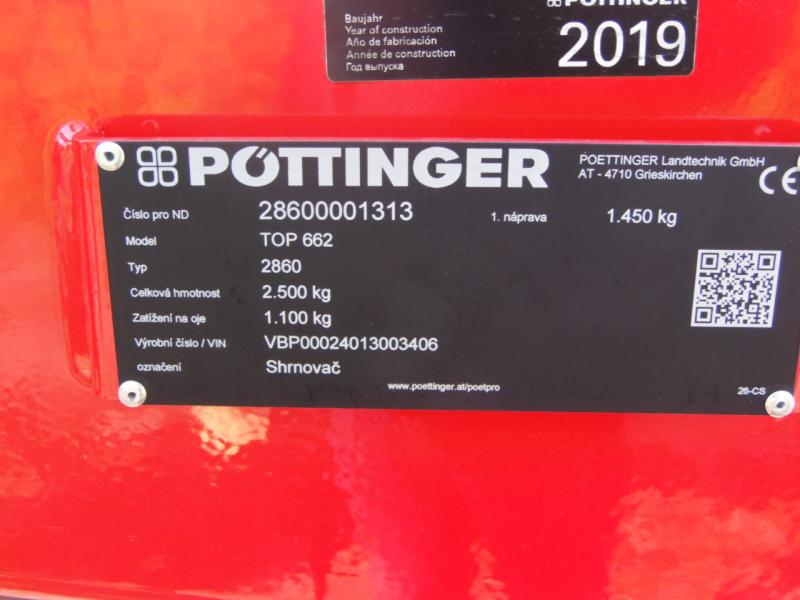 PÖTTINGER
Baujahr
Year of construction
Año de fabricación
Année de construction
Год выпуска
2019
PÖTTINGER
POETTINGER Landtechnik GmbH
AT - 4710 Grieskirchen
CE
Číslo pro ND 28600001313 1. náprava 1.450 kg
Model TOP 662
Typ 2860
Celková hmotnost 2.500 kg
Zatížení na oje 1.100 kg
Výrobní číslo / VIN VBP00024013003406
označení Shrnovač
www.poettinger.at/poetpro
26-CS